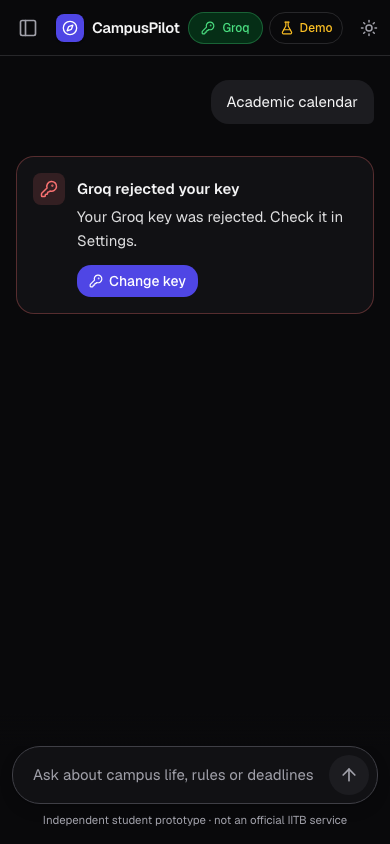 CampusPilot
Groq
Demo
Academic calendar
Groq rejected your key
Your Groq key was rejected. Check it in
Settings.
Change key
Ask about campus life, rules or deadlines
Independent student prototype · not an official IITB service